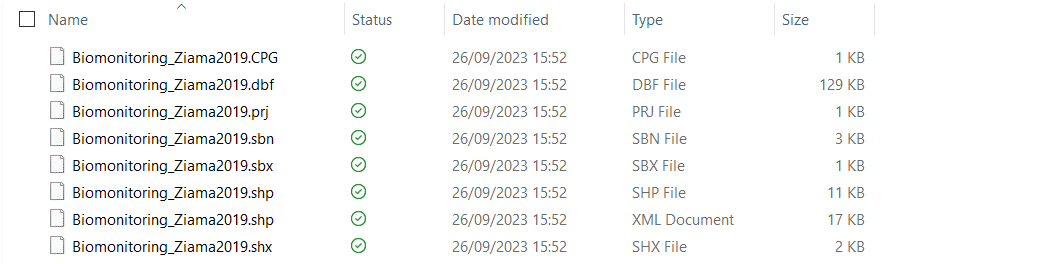 Name Status Date modified Type Size
Biomonitoring_Ziama2019.CPG 26/09/2023 15:52 CPG File 1 KB
Biomonitoring_Ziama2019.dbf 26/09/2023 15:52 DBF File 129 KB
Biomonitoring_Ziama2019.prj 26/09/2023 15:52 PRJ File 1 KB
Biomonitoring_Ziama2019.sbn 26/09/2023 15:52 SBN File 3 KB
Biomonitoring_Ziama2019.sbx 26/09/2023 15:52 SBX File 1 KB
Biomonitoring_Ziama2019.shp 26/09/2023 15:52 SHP File 11 KB
Biomonitoring_Ziama2019.shp 26/09/2023 15:52 XML Document 17 KB
Biomonitoring_Ziama2019.shx 26/09/2023 15:52 SHX File 2 KB